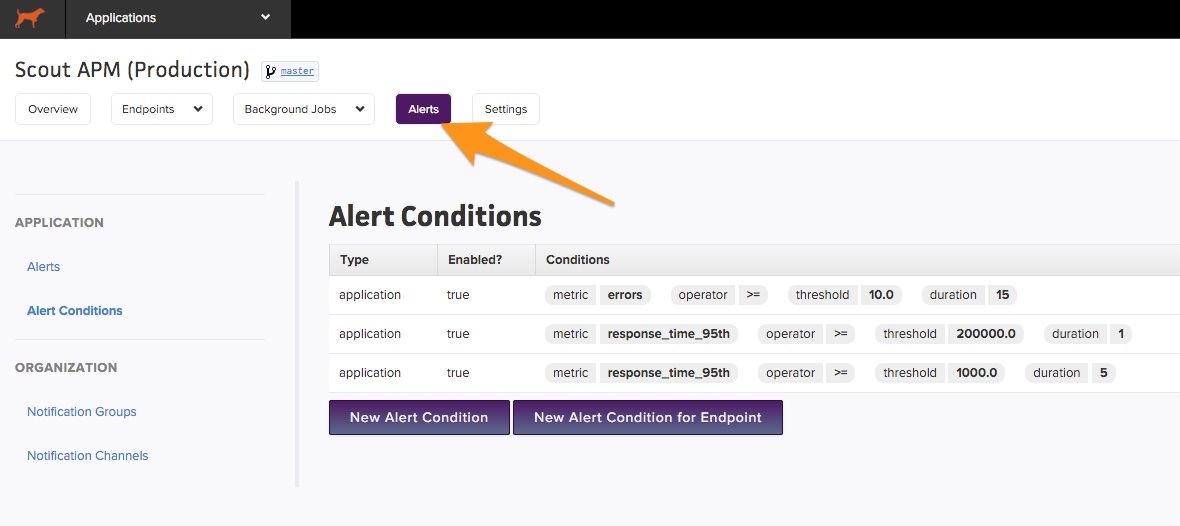 Applications
Scout APM (Production) master
Overview Endpoints Background Jobs Alerts Settings
APPLICATION
Alerts
Alert Conditions
ORGANIZATION
Notification Groups
Notification Channels
Alert Conditions
Type Enabled? Conditions
application true metric errors operator >= threshold 10.0 duration 15
application true metric response_time_95th operator >= threshold 200000.0 duration 1
application true metric response_time_95th operator >= threshold 1000.0 duration 5
New Alert Condition New Alert Condition for Endpoint